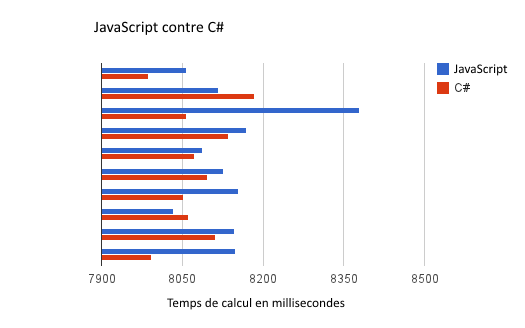 JavaScript contre C#
JavaScript
C#
7900 8050 8200 8350 8500
Temps de calcul en millisecondes